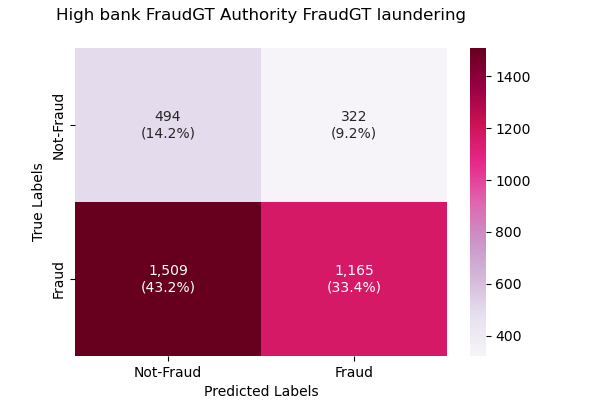 High bank FraudGT Authority FraudGT laundering
True Labels
Not-Fraud
494
(14.2%)
322
(9.2%)
Fraud
1,509
(43.2%)
1,165
(33.4%)
Not-Fraud
Fraud
Predicted Labels
1400
1200
1000
800
600
400